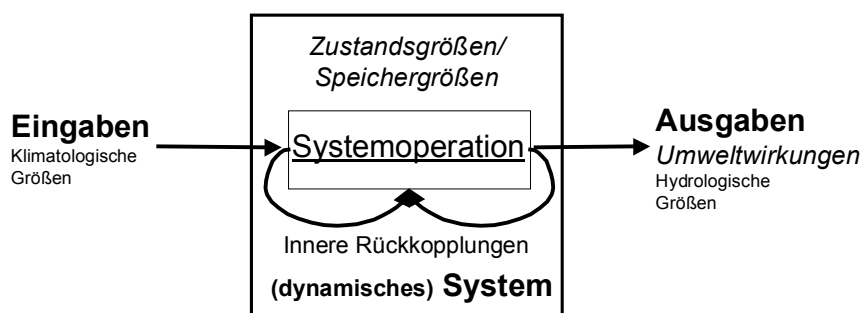 Zustandsgrößen/
Speichergrößen
Eingaben
Klimatologische
Größen
Systemoperation
Ausgaben
Umweltwirkungen
Hydrologische
Größen
Innere Rückkopplungen
(dynamisches) System